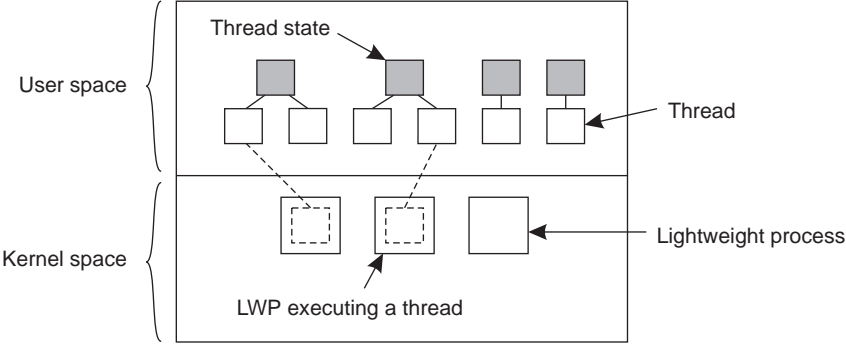 Thread state
User space
Thread
Kernel space
Lightweight process
LWP executing a thread